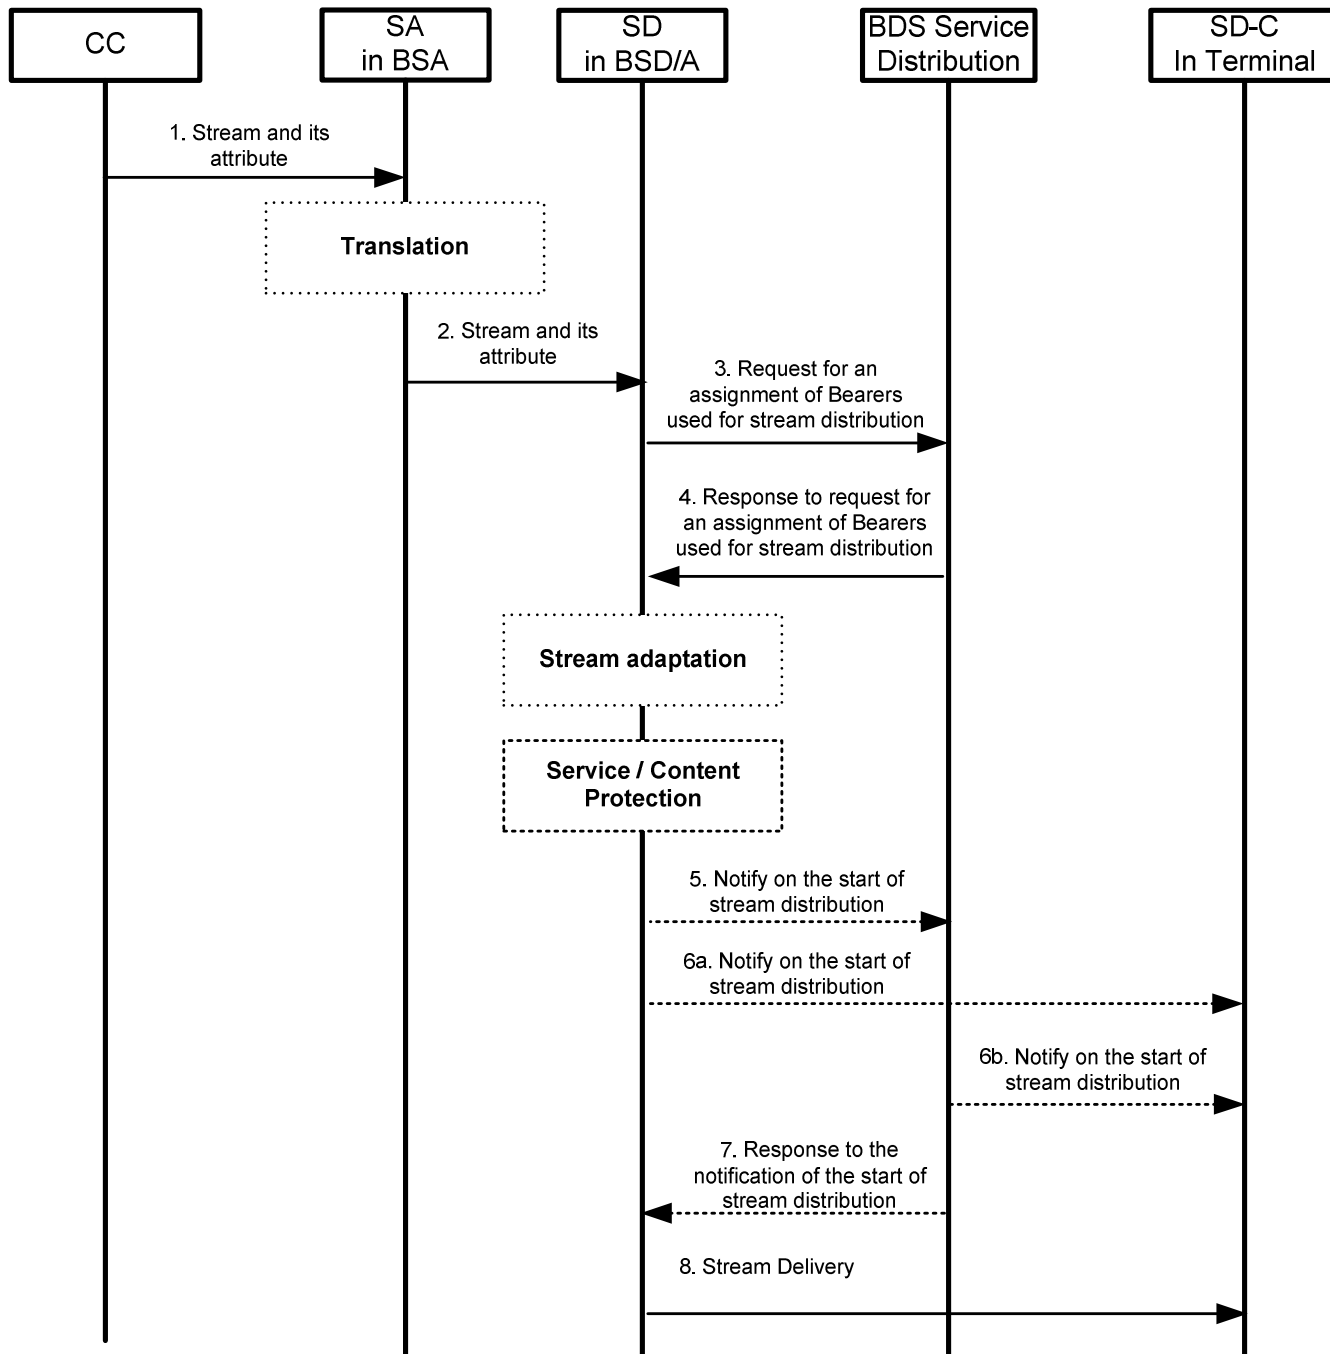 CC
SA
in BSA
SD
in BSD/A
BDS Service
Distribution
SD-C
In Terminal
1. Stream and its
attribute
Translation
2. Stream and its
attribute
3. Request for an
assignment of Bearers
used for stream distribution
4. Response to request for
an assignment of Bearers
used for stream distribution
Stream adaptation
Service / Content
Protection
5. Notify on the start of
stream distribution
6a. Notify on the start of
stream distribution
6b. Notify on the start of
stream distribution
7. Response to the
notification of the start of
stream distribution
8. Stream Delivery